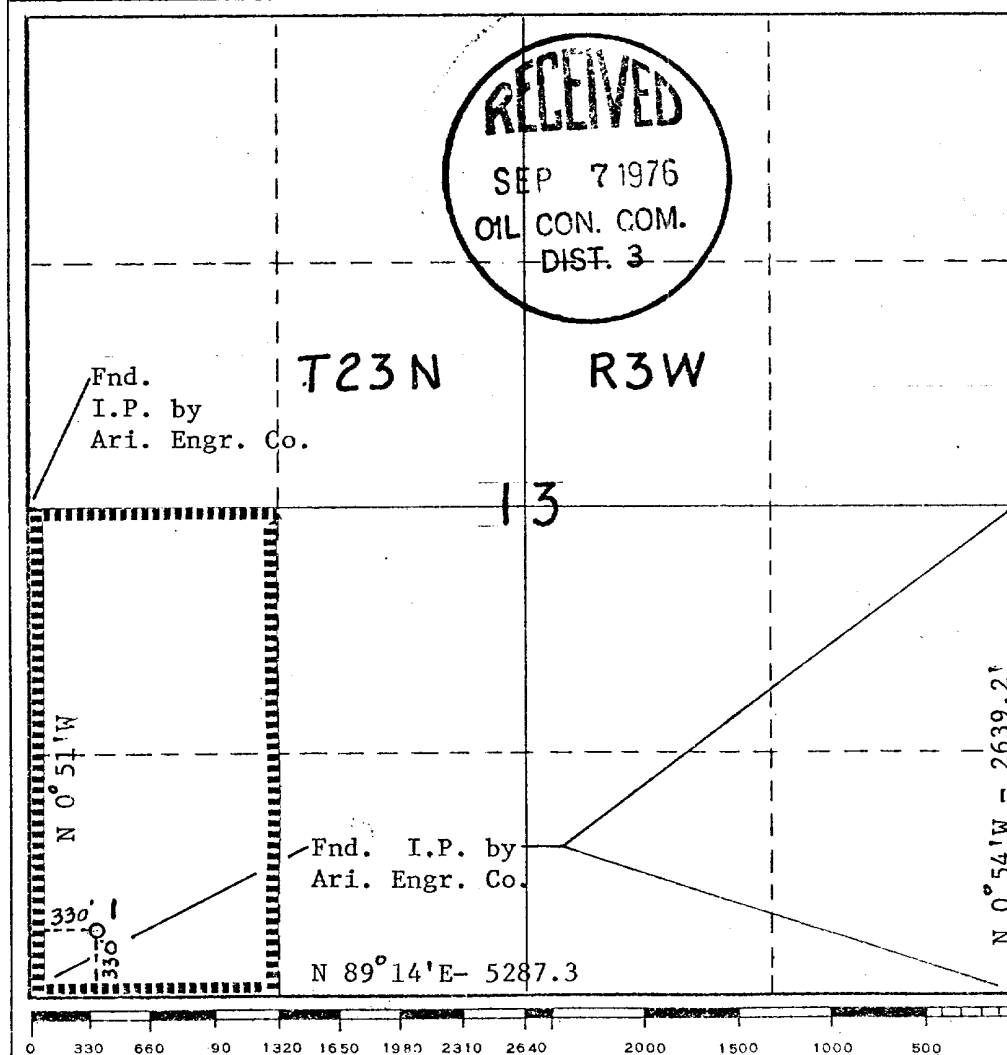 RECEIVED
SEP 7 1976
OIL CON. COM.
DIST. 3
T23N R3W
Fnd.
I.P. by
Ari. Engr. Co.
13
N 0°51'W
N 0°54'W - 2639.2'
Fnd. I.P. by
Ari. Engr. Co.
330' 1
330'
N 89°14'E- 5287.3
0 330 660 90 1320 1650 1980 2310 2640 2000 1500 1000 500